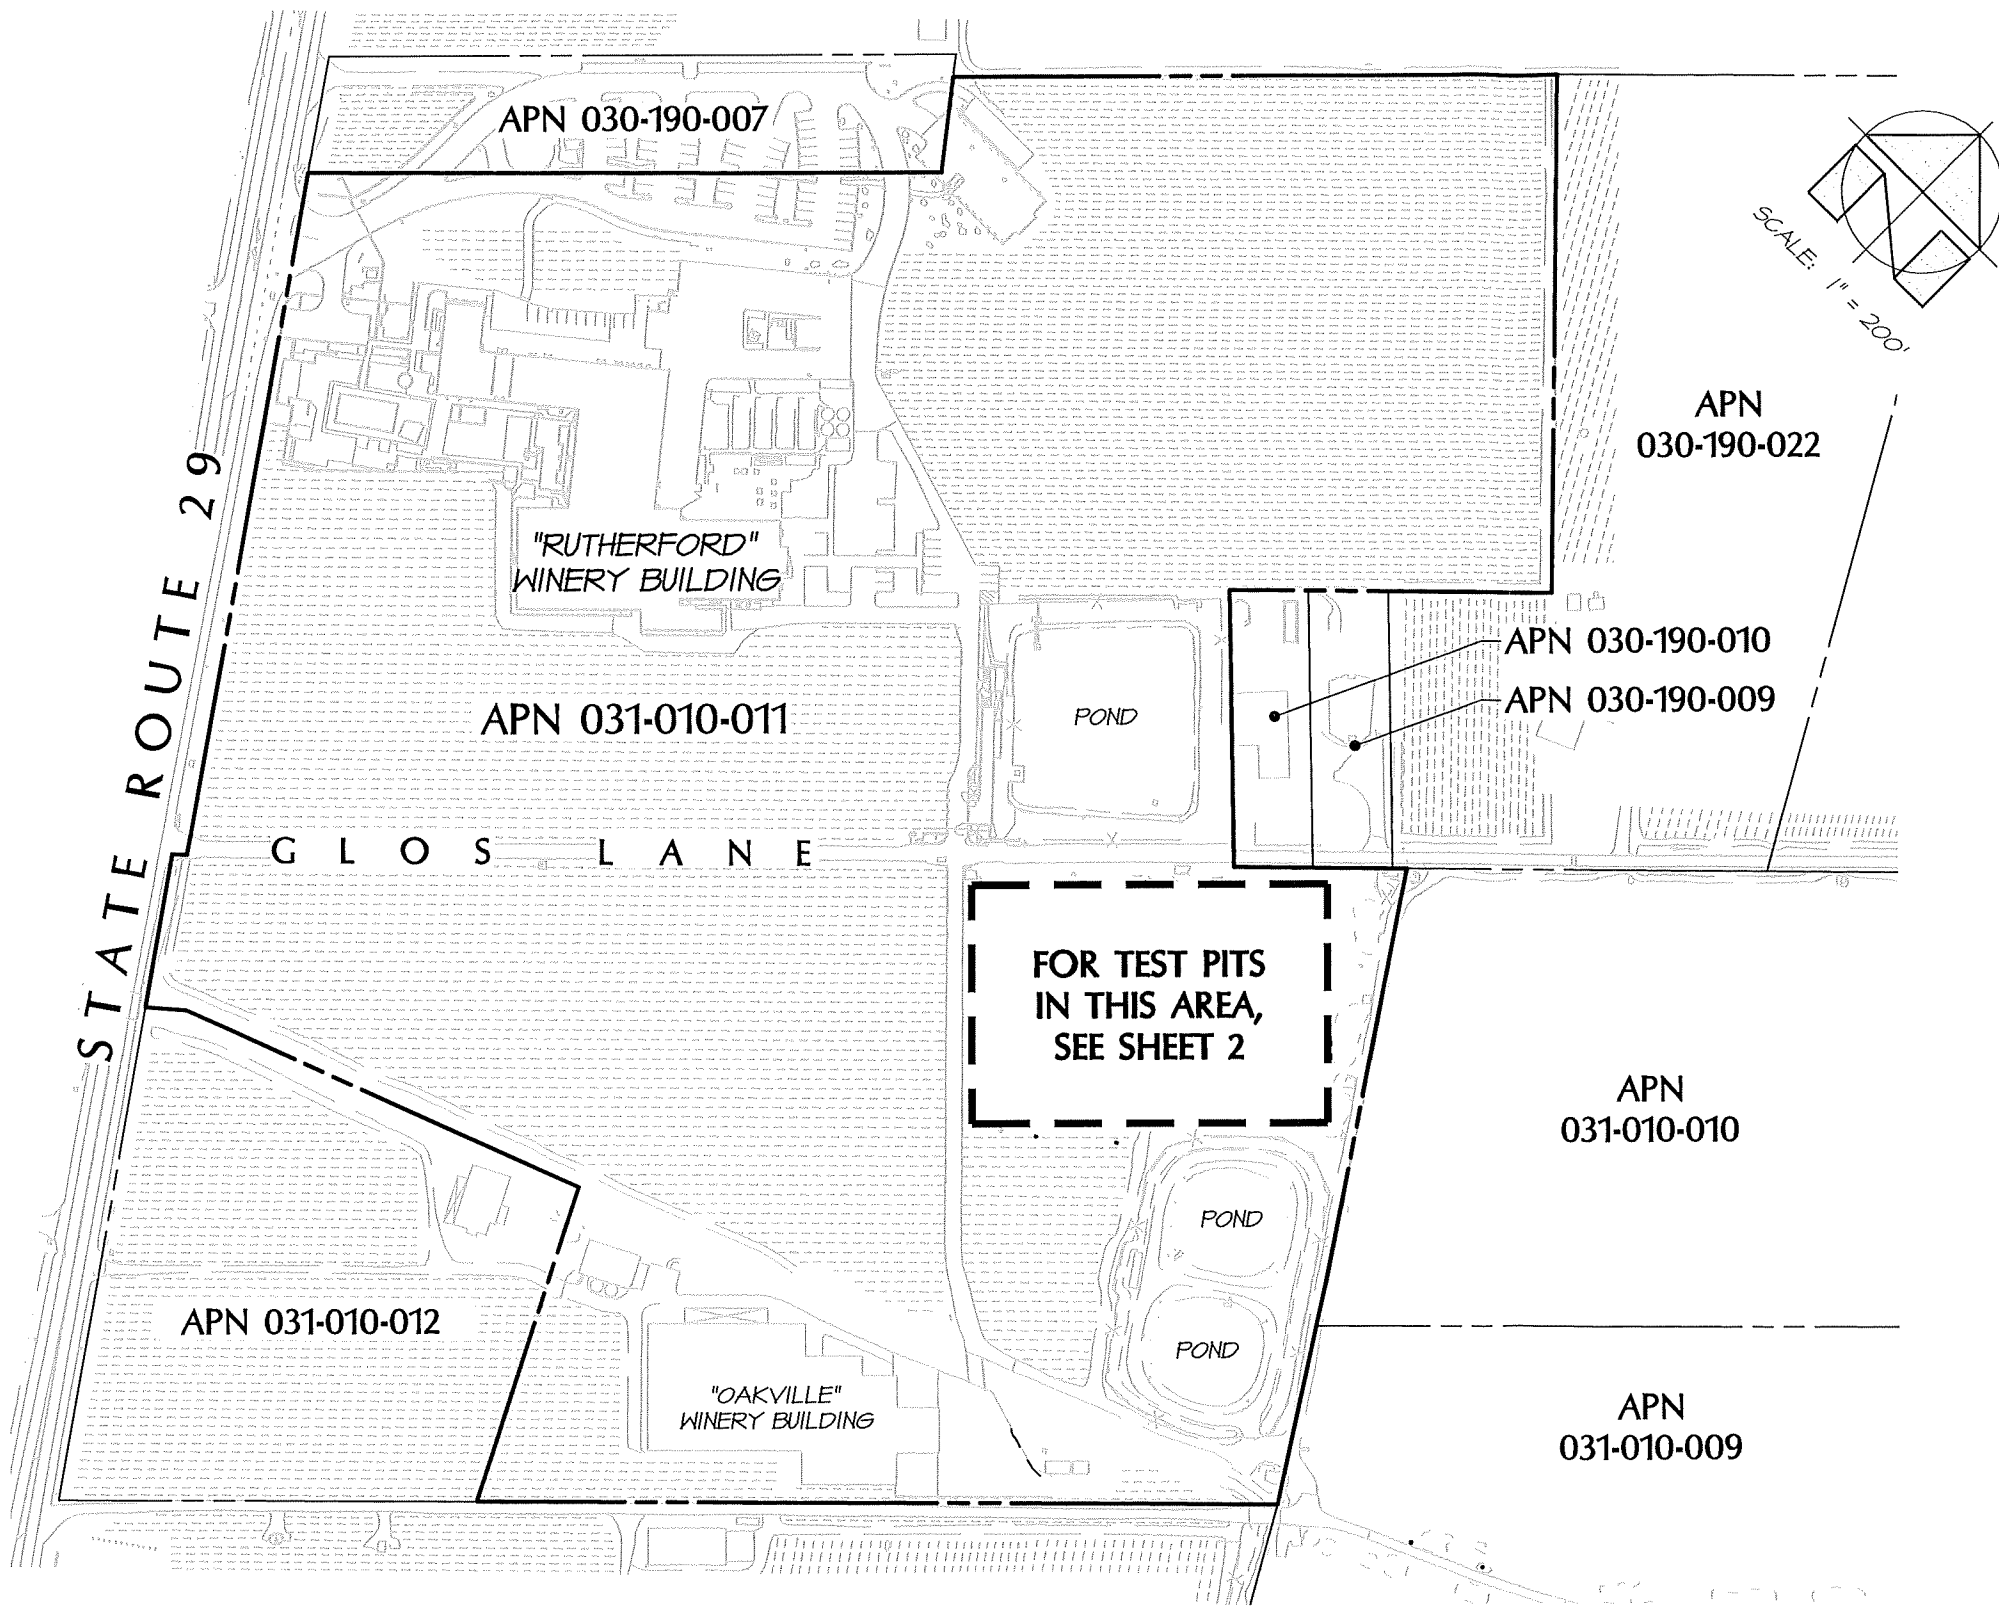 APN 030-190-007
SCALE: 1" = 200'
APN
030-190-022
STATE ROUTE 29
"RUTHERFORD"
WINERY BUILDING
APN 030-190-010
APN 030-190-009
APN 031-010-011
POND
GLOS LANE
FOR TEST PITS
IN THIS AREA,
SEE SHEET 2
APN
031-010-010
POND
APN 031-010-012
POND
"OAKVILLE"
WINERY BUILDING
APN
031-010-009